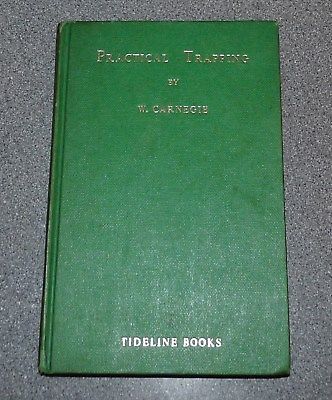 PRACTICAL TRAPPING
BY
W. CARNEGIE
TIDELINE BOOKS